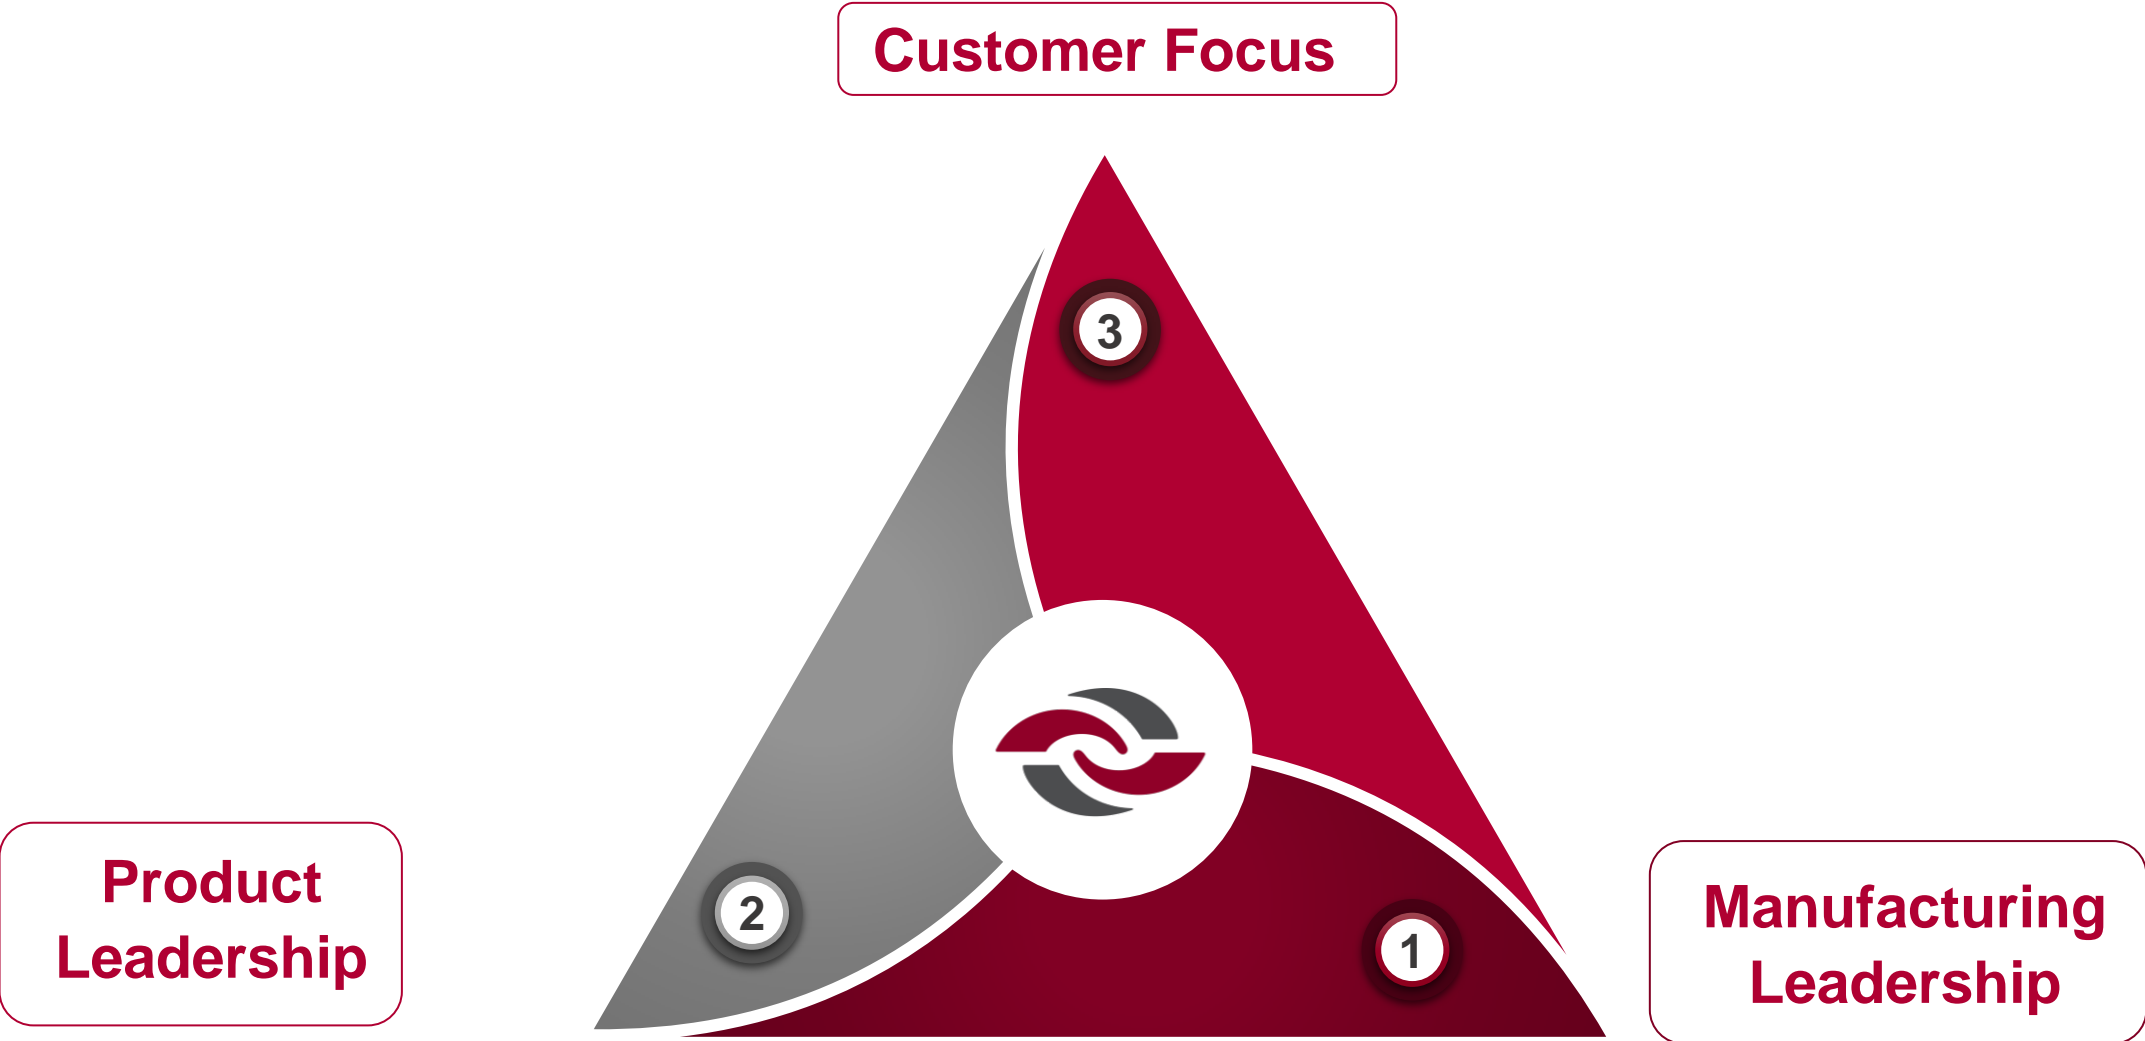 Customer Focus
3
Product
Leadership
2
1
Manufacturing
Leadership